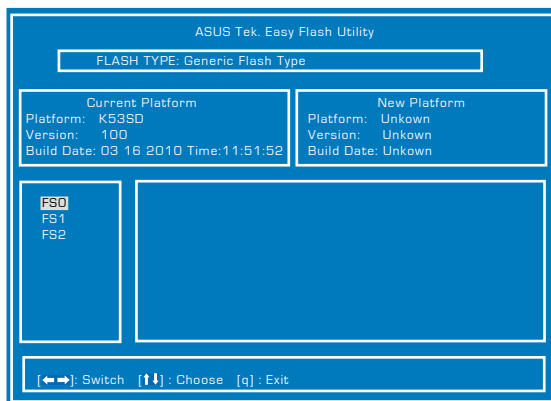 ASUS Tek. Easy Flash Utility
FLASH TYPE: Generic Flash Type
Current Platform
Platform: K53SD
Version: 100
Build Date: 03 16 2010 Time:11:51:52
New Platform
Platform: Unkown
Version: Unkown
Build Date: Unkown
FS0
FS1
FS2
[←→]: Switch [↑↓] : Choose [q] : Exit